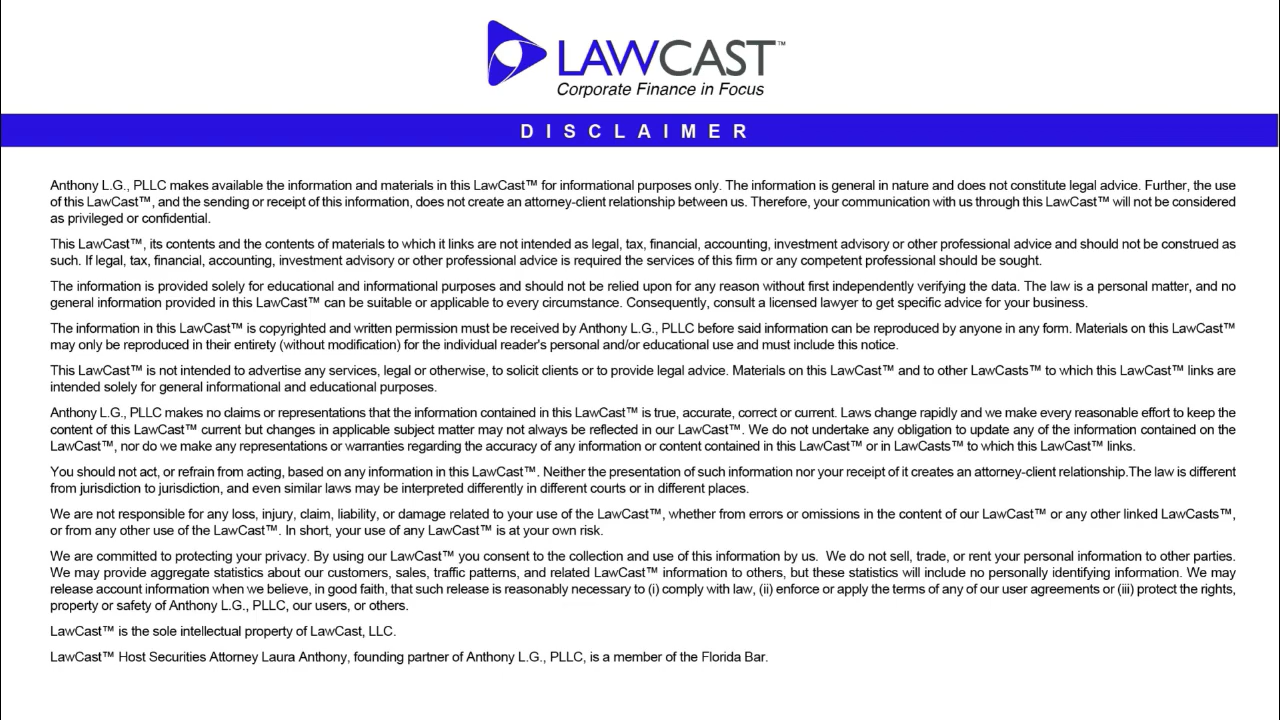 LAWCAST™
Corporate Finance in Focus
DISCLAIMER
Anthony L.G., PLLC makes available the information and materials in this LawCast™ for informational purposes only. The information is general in nature and does not constitute legal advice. Further, the use
of this LawCast™, and the sending or receipt of this information, does not create an attorney-client relationship between us. Therefore, your communication with us through this LawCast™ will not be considered
as privileged or confidential.
This LawCast™, its contents and the contents of materials to which it links are not intended as legal, tax, financial, accounting, investment advisory or other professional advice and should not be construed as
such. If legal, tax, financial, accounting, investment advisory or other professional advice is required the services of this firm or any competent professional should be sought.
The information is provided solely for educational and informational purposes and should not be relied upon for any reason without first independently verifying the data. The law is a personal matter, and no
general information provided in this LawCast™ can be suitable or applicable to every circumstance. Consequently, consult a licensed lawyer to get specific advice for your business.
The information in this LawCast™ is copyrighted and written permission must be received by Anthony L.G., PLLC before said information can be reproduced by anyone in any form. Materials on this LawCast™
may only be reproduced in their entirety (without modification) for the individual reader's personal and/or educational use and must include this notice.
This LawCast™ is not intended to advertise any services, legal or otherwise, to solicit clients or to provide legal advice. Materials on this LawCast™ and to other LawCasts™ to which this LawCast™ links are
intended solely for general informational and educational purposes.
Anthony L.G., PLLC makes no claims or representations that the information contained in this LawCast™ is true, accurate, correct or current. Laws change rapidly and we make every reasonable effort to keep the
content of this LawCast™ current but changes in applicable subject matter may not always be reflected in our LawCast™. We do not undertake any obligation to update any of the information contained on the
LawCast™, nor do we make any representations or warranties regarding the accuracy of any information or content contained in this LawCast™ or in LawCasts™ to which this LawCast™ links.
You should not act, or refrain from acting, based on any information in this LawCast™. Neither the presentation of such information nor your receipt of it creates an attorney-client relationship.The law is different
from jurisdiction to jurisdiction, and even similar laws may be interpreted differently in different courts or in different places.
We are not responsible for any loss, injury, claim, liability, or damage related to your use of the LawCast™, whether from errors or omissions in the content of our LawCast™ or any other linked LawCasts™,
or from any other use of the LawCast™. In short, your use of any LawCast™ is at your own risk.
We are committed to protecting your privacy. By using our LawCast™ you consent to the collection and use of this information by us. We do not sell, trade, or rent your personal information to other parties.
We may provide aggregate statistics about our customers, sales, traffic patterns, and related LawCast™ information to others, but these statistics will include no personally identifying information. We may
release account information when we believe, in good faith, that such release is reasonably necessary to (i) comply with law, (ii) enforce or apply the terms of any of our user agreements or (iii) protect the rights,
property or safety of Anthony L.G., PLLC, our users, or others.
LawCast™ is the sole intellectual property of LawCast, LLC.
LawCast™ Host Securities Attorney Laura Anthony, founding partner of Anthony L.G., PLLC, is a member of the Florida Bar.